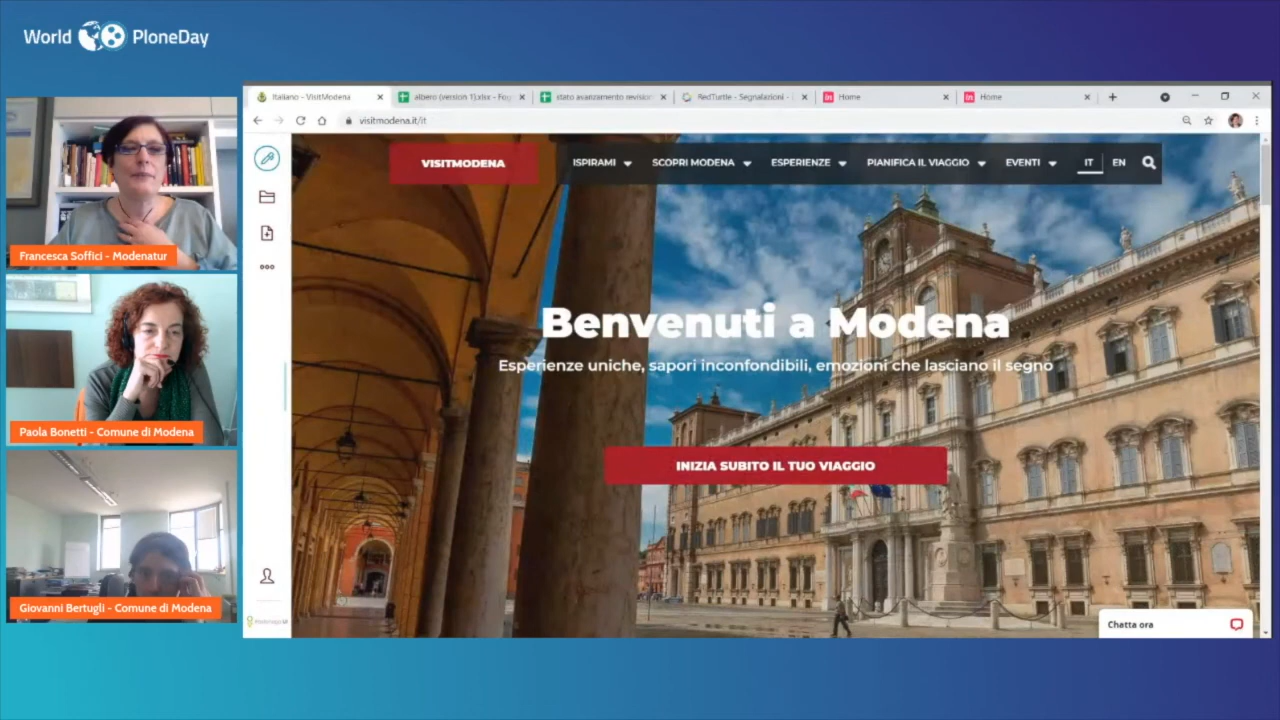 World PloneDay
Italiano - VisitModena
albero (version 1).xlsx - Fog
stato avanzamento revision
RedTurtle - Segnalazioni -
Home
Home
visitmodena.it/it
VISITMODENA
ISPIRAMI
SCOPRI MODENA
ESPERIENZE
PIANIFICA IL VIAGGIO
EVENTI
IT
EN
Francesca Soffici - Modenatur
Benvenuti a Modena
Esperienze uniche, sapori inconfondibili, emozioni che lasciano il segno
Paola Bonetti - Comune di Modena
INIZIA SUBITO IL TUO VIAGGIO
Giovanni Bertugli - Comune di Modena
Chatta ora